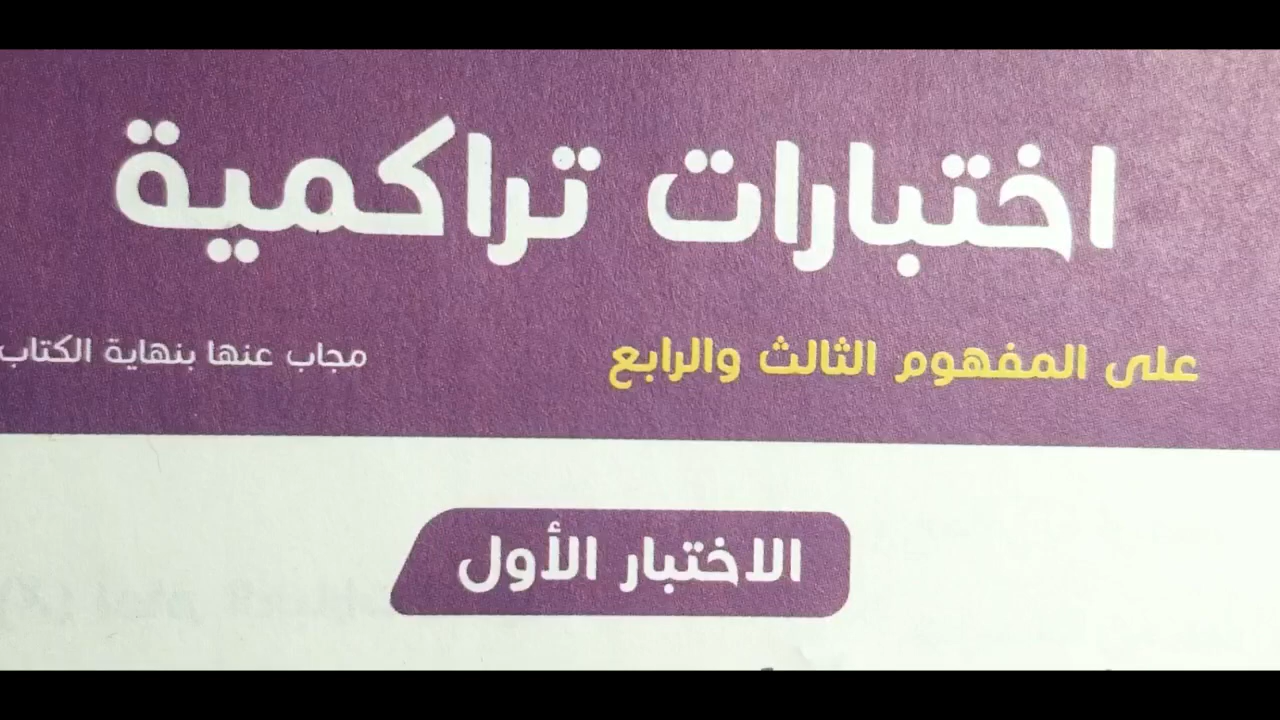 اختبارات تراكمية
على المفهوم الثالث والرابع
مجاب عنها بنهاية الكتاب
الاختبار الأول